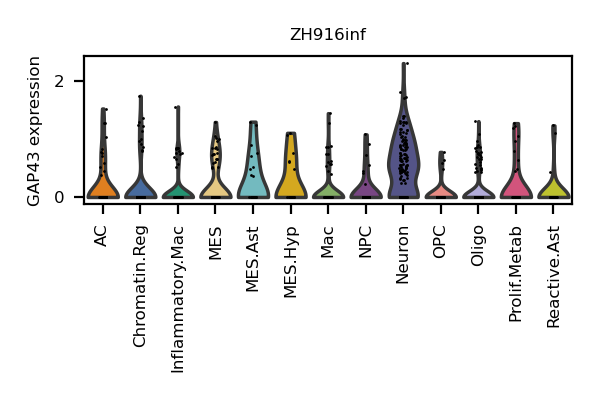 ZH916inf
GAP43 expression
2
0
AC
Chromatin.Reg
Inflammatory.Mac
MES
MES.Ast
MES.Hyp
Mac
NPC
Neuron
OPC
Oligo
Prolif.Metab
Reactive.Ast